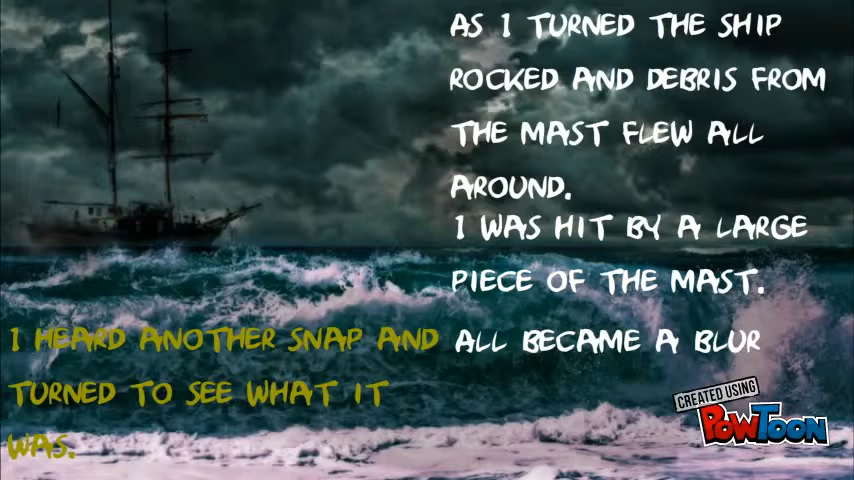 I HEARD ANOTHER SNAP AND
TURNED TO SEE WHAT IT
WAS.
AS I TURNED THE SHIP
ROCKED AND DEBRIS FROM
THE MAST FLEW ALL
AROUND.
I WAS HIT BY A LARGE
PIECE OF THE MAST.
ALL BECAME A BLUR
CREATED USING
POWTOON